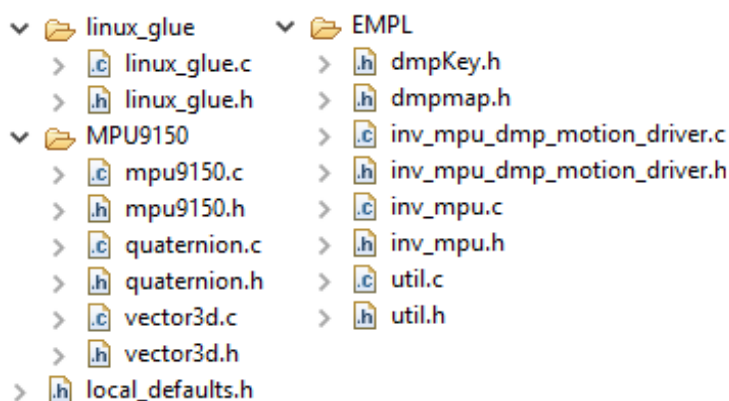 linux_glue
linux_glue.c
linux_glue.h
MPU9150
mpu9150.c
mpu9150.h
quaternion.c
quaternion.h
vector3d.c
vector3d.h
local_defaults.h
EMPL
dmpKey.h
dmpmap.h
inv_mpu_dmp_motion_driver.c
inv_mpu_dmp_motion_driver.h
inv_mpu.c
inv_mpu.h
util.c
util.h